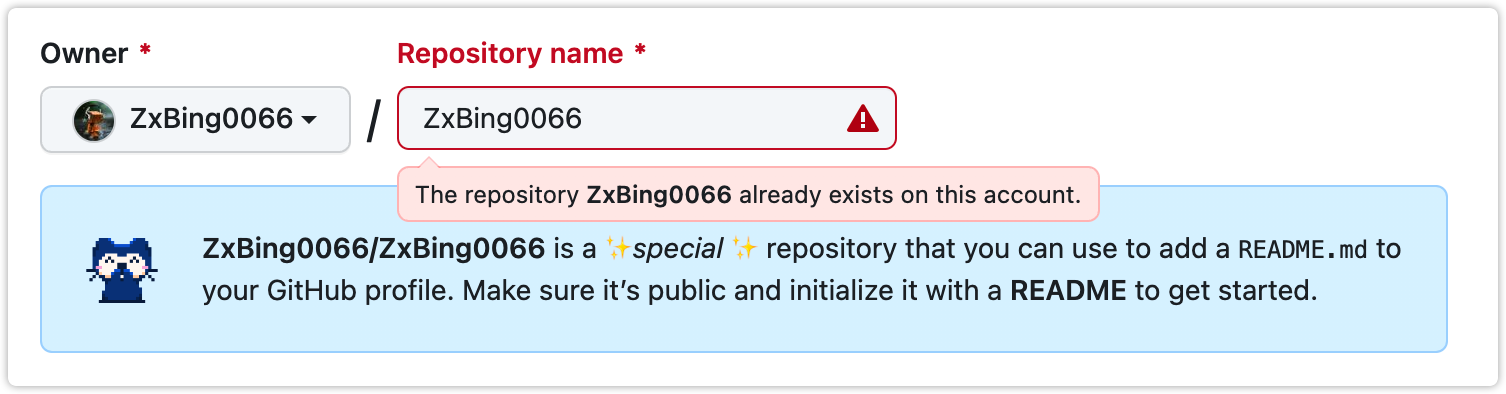 Owner *
Repository name *
ZxBing0066
/
ZxBing0066
The repository ZxBing0066 already exists on this account.
ZxBing0066/ZxBing0066 is a ✨special ✨ repository that you can use to add a README.md to
your GitHub profile. Make sure it’s public and initialize it with a README to get started.